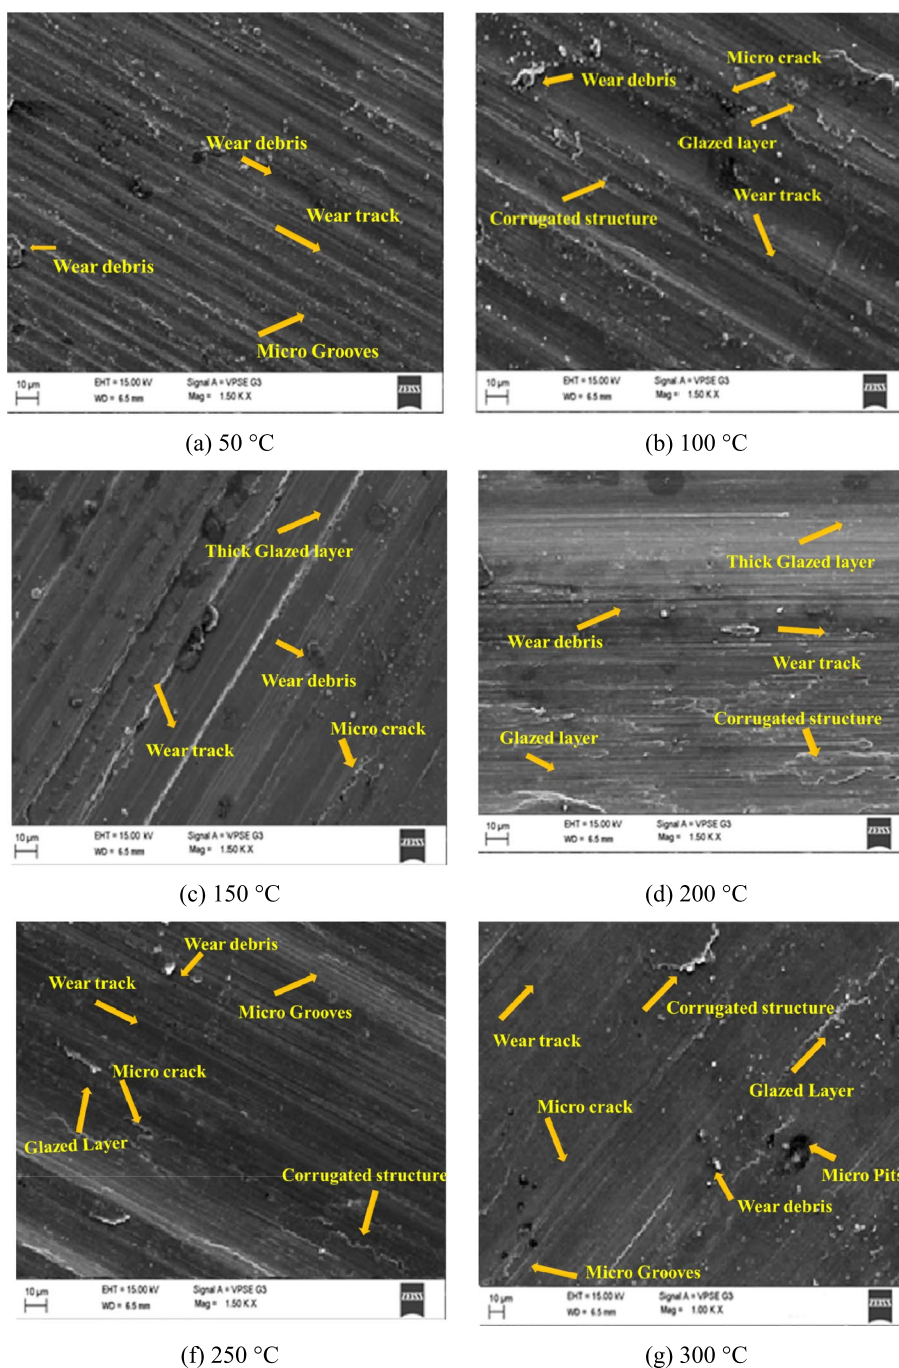 Wear debris
Wear track
Wear debris
Micro Grooves
10 µm
EHT = 15.00 kV
Signal A = VPSE G3
WD = 6.5 mm
Mag = 1.50 K X
ZEISS
(a) 50 °C
Micro crack
Wear debris
Glazed layer
Wear track
Corrugated structure
10 µm
EHT = 15.00 kV
Signal A = VPSE G3
WD = 6.5 mm
Mag = 1.50 K X
ZEISS
(b) 100 °C
Thick Glazed layer
Wear debris
Micro crack
Wear track
10 µm
EHT = 15.00 kV
Signal A = VPSE G3
WD = 6.5 mm
Mag = 1.50 K X
ZEISS
(c) 150 °C
Thick Glazed layer
Wear debris
Wear track
Corrugated structure
Glazed layer
10 µm
EHT = 15.00 kV
Signal A = VPSE G3
WD = 6.5 mm
Mag = 1.50 K X
ZEISS
(d) 200 °C
Wear debris
Wear track
Micro Grooves
Micro crack
Glazed Layer
Corrugated structure
10 µm
EHT = 15.00 kV
Signal A = VPSE G3
WD = 6.5 mm
Mag = 1.50 K X
ZEISS
(f) 250 °C
Corrugated structure
Wear track
Glazed Layer
Micro crack
Micro Pits
Wear debris
Micro Grooves
10 µm
EHT = 15.00 kV
Signal A = VPSE G3
WD = 6.5 mm
Mag = 1.00 K X
ZEISS
(g) 300 °C